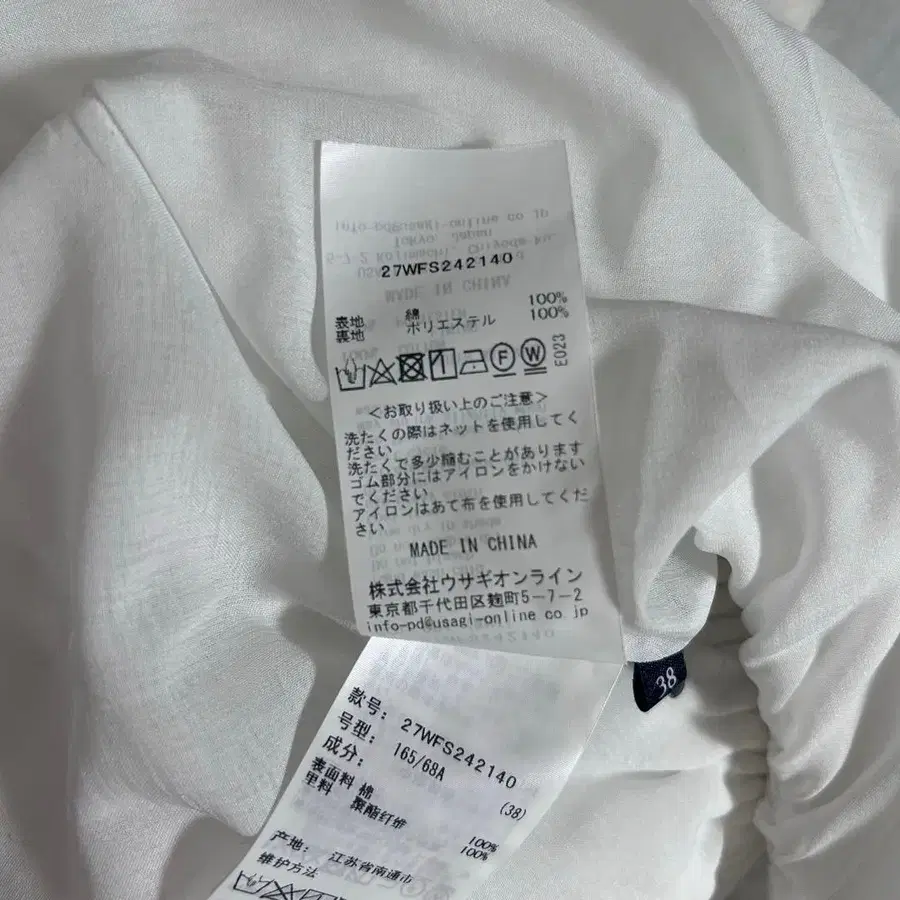 27WFS242140
表地 綿 100%
裏地 ポリエステル 100%
E023
F W
＜お取り扱い上のご注意＞
洗たくの際はネットを使用してく
ださい
洗たくで多少縮むことがあります
ゴム部分にはアイロンをかけない
でください
アイロンはあて布を使用してくだ
さい
MADE IN CHINA
株式会社ウサギオンライン
東京都千代田区麹町5-7-2
info-pd@usagi-online co jp
38
款号: 27WFS242140
号型: 165/68A (38)
成分:
表面料 棉 100%
里料 聚酯纤维 100%
产地: 江苏省南通市
维护方法